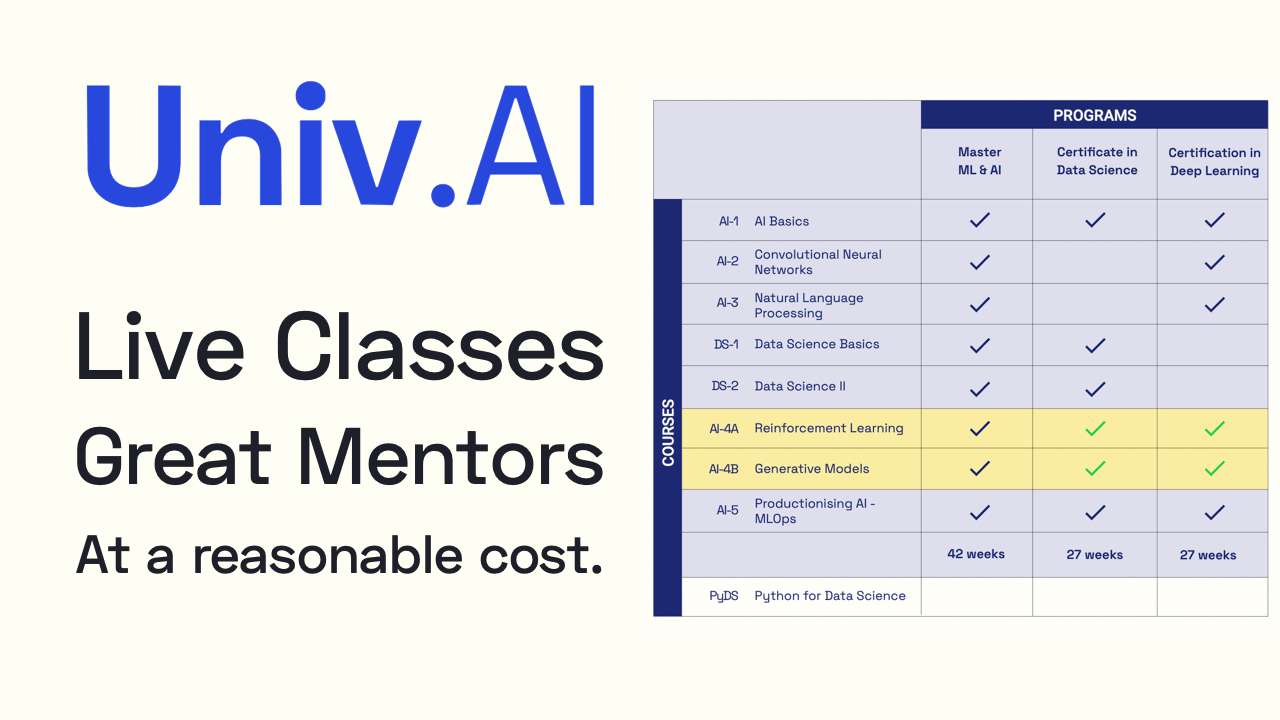 Univ.AI
Live Classes
Great Mentors
At a reasonable cost.
PROGRAMS
Master
ML & AI
Certificate in
Data Science
Certification in
Deep Learning
COURSES
AI-1 AI Basics
AI-2 Convolutional Neural
Networks
AI-3 Natural Language
Processing
DS-1 Data Science Basics
DS-2 Data Science II
AI-4A Reinforcement Learning
AI-4B Generative Models
AI-5 Productionising AI -
MLOps
42 weeks 27 weeks 27 weeks
PyDS Python for Data Science